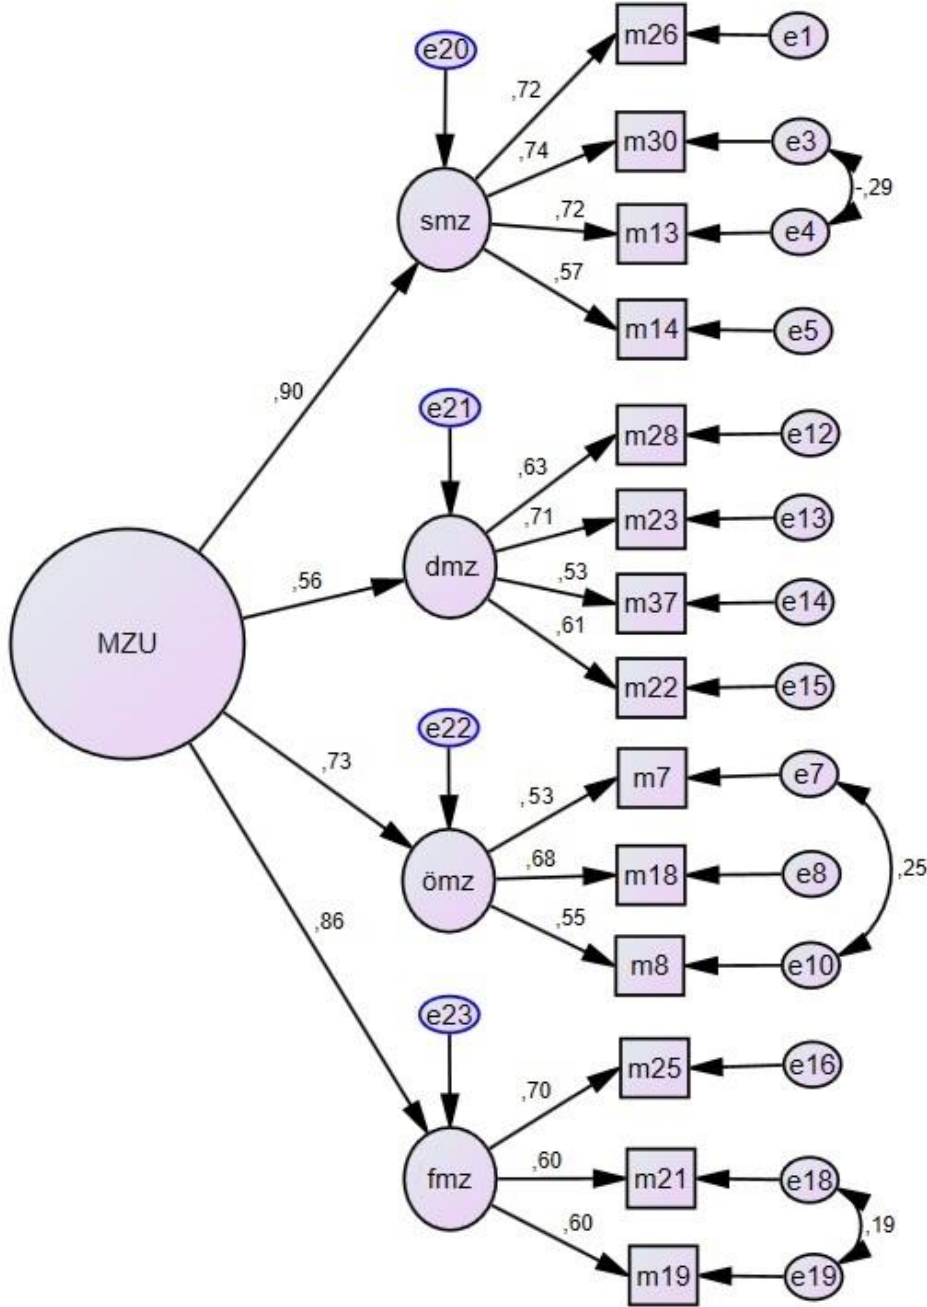 m26
e1
e20
,72
m30
e3
,74
-,29
smz
,72
m13
e4
,57
m14
e5
,90
e21
m28
e12
,63
,71
m23
e13
dmz
,56
,53
m37
e14
,61
MZU
m22
e15
e22
,73
,53
m7
e7
ömz
,68
m18
e8
,25
,55
,86
m8
e10
e23
,70
m25
e16
fmz
,60
m21
e18
,60
,19
m19
e19